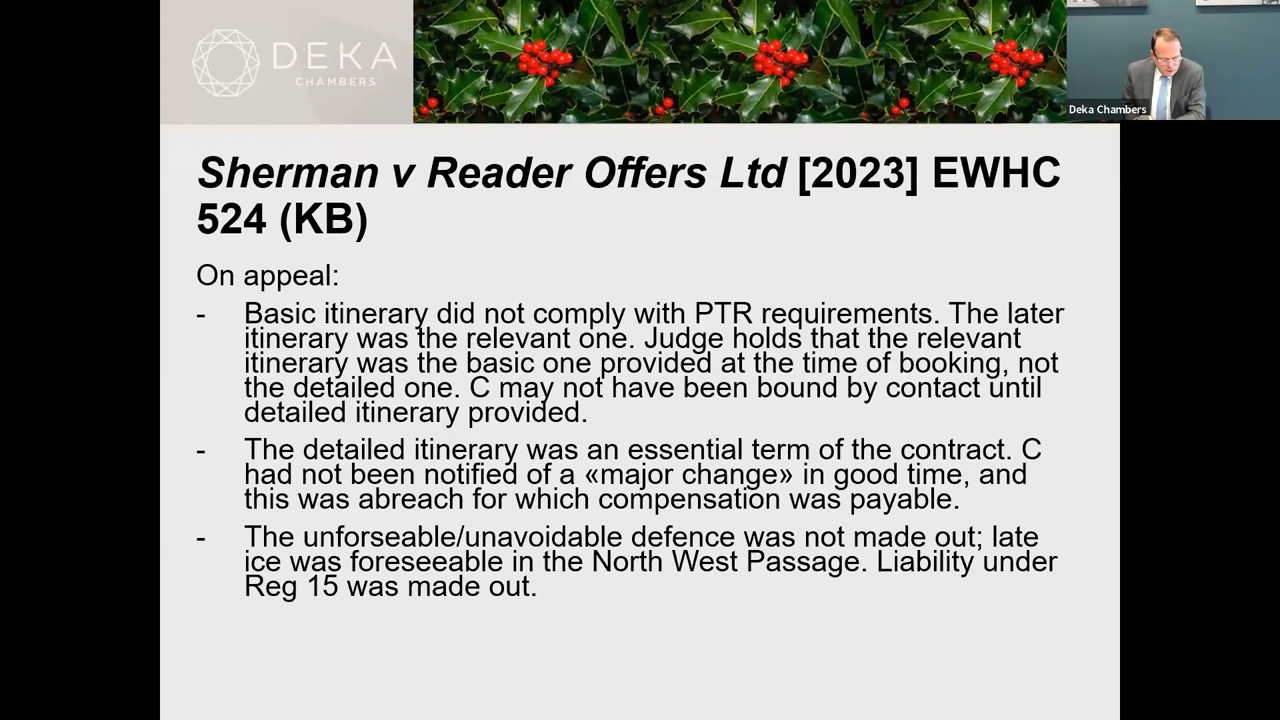 DEKA
CHAMBERS
Deka Chambers
Sherman v Reader Offers Ltd [2023] EWHC
524 (KB)
On appeal:
- Basic itinerary did not comply with PTR requirements. The later
itinerary was the relevant one. Judge holds that the relevant
itinerary was the basic one provided at the time of booking, not
the detailed one. C may not have been bound by contact until
detailed itinerary provided.
- The detailed itinerary was an essential term of the contract. C
had not been notified of a «major change» in good time, and
this was abreach for which compensation was payable.
- The unforseable/unavoidable defence was not made out; late
ice was foreseeable in the North West Passage. Liability under
Reg 15 was made out.